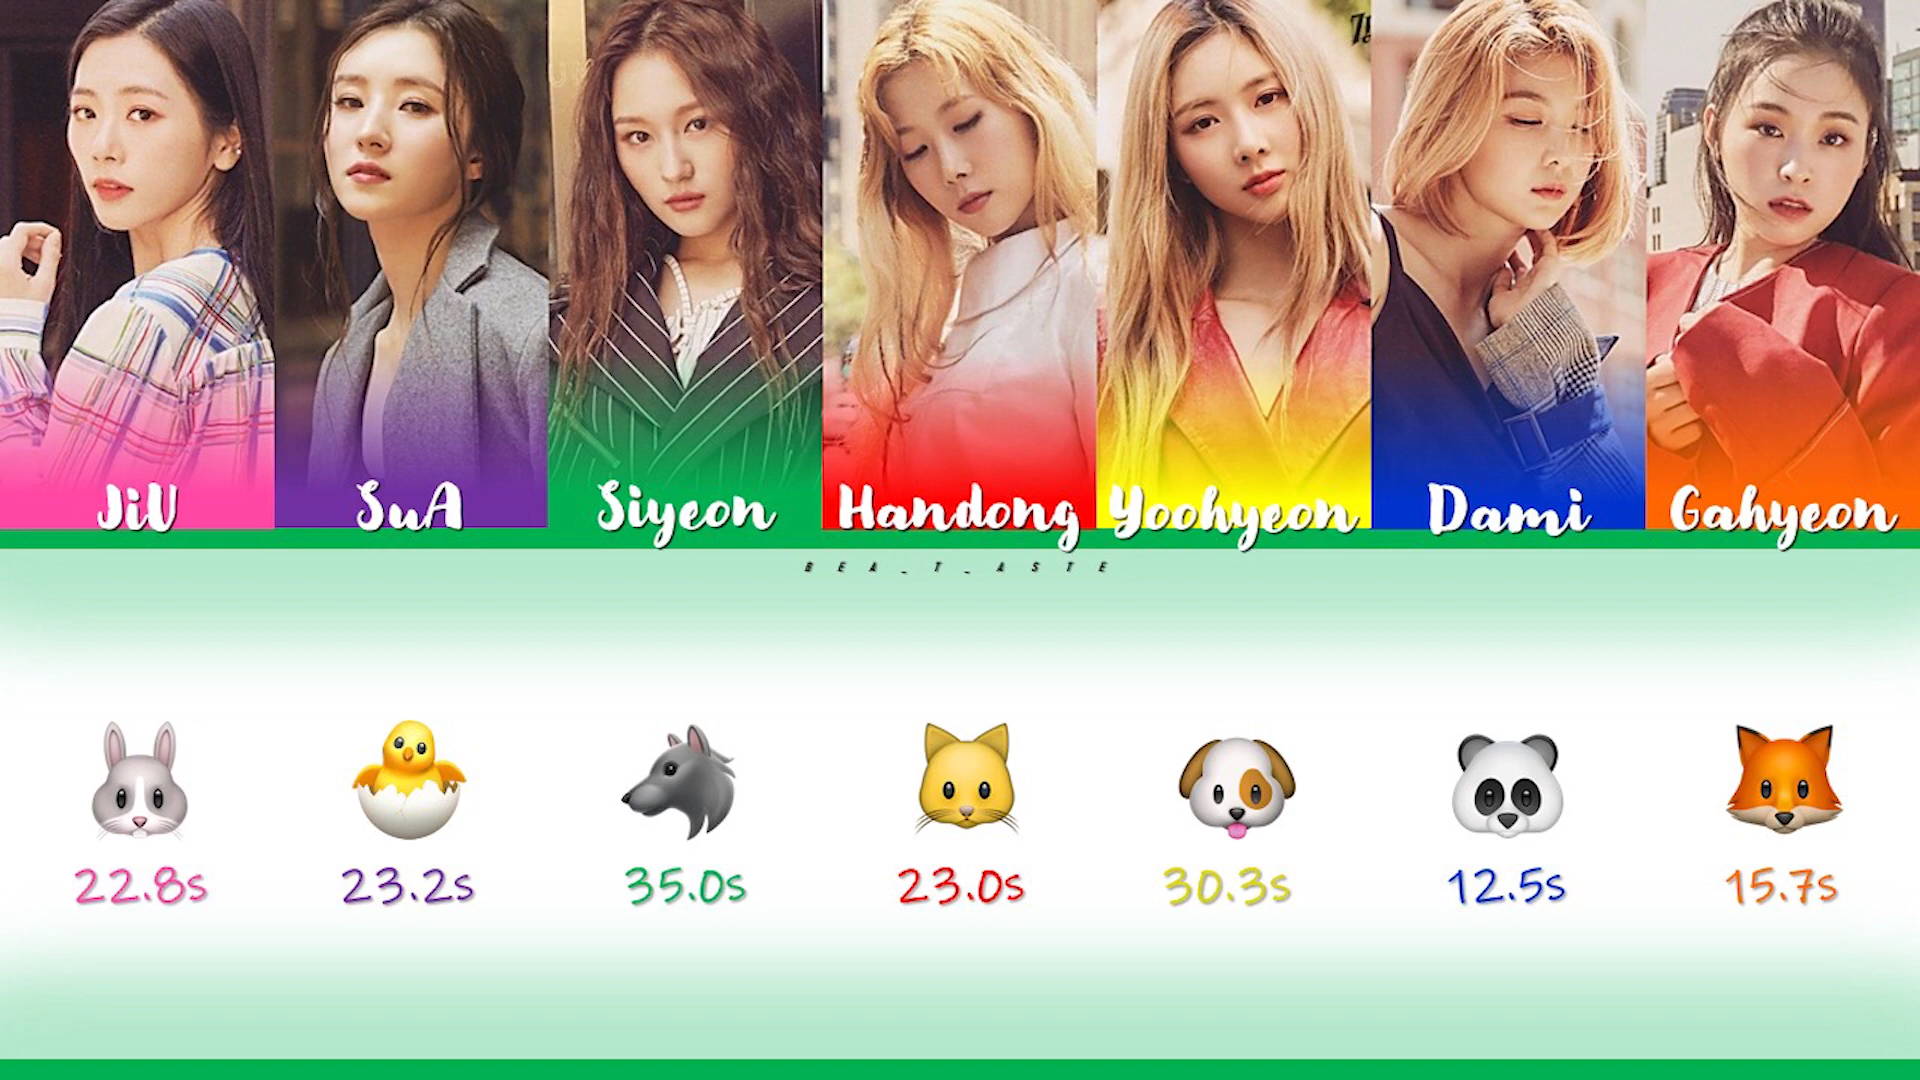 JiU SuA Siyeon Handong Yoohyeon Dami Gahyeon
BEA_T_ASTE
22.8s 23.2s 35.0s 23.0s 30.3s 12.5s 15.7s